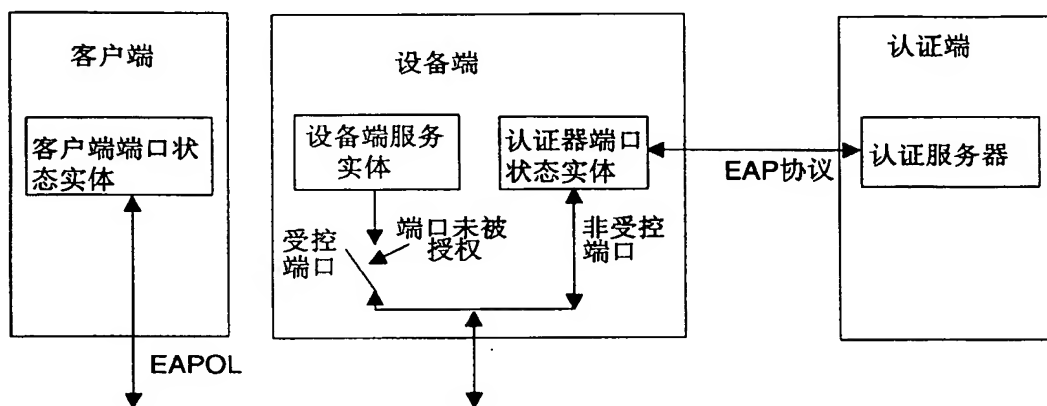 客户端
设备端
认证端
客户端端口状
态实体
设备端服务
实体
认证器端口
状态实体
认证服务器
EAP协议
受控
端口
端口未被
授权
非受控
端口
EAPOL